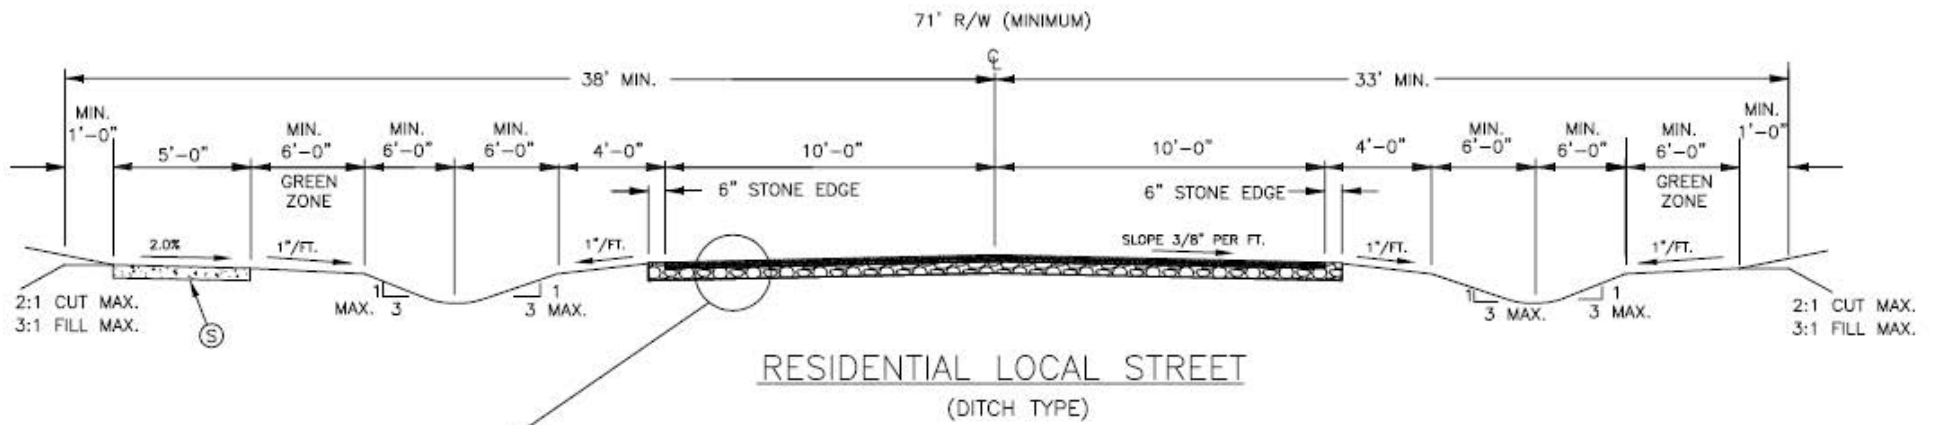 71' R/W (MINIMUM)
℄
38' MIN.
33' MIN.
MIN.
1'-0"
5'-0"
MIN.
6'-0"
GREEN
ZONE
MIN.
6'-0"
MIN.
6'-0"
4'-0"
10'-0"
10'-0"
4'-0"
MIN.
6'-0"
MIN.
6'-0"
MIN.
6'-0"
GREEN
ZONE
MIN.
1'-0"
6" STONE EDGE
6" STONE EDGE
2.0%
1"/FT.
1"/FT.
SLOPE 3/8" PER FT.
1"/FT.
1"/FT.
2:1 CUT MAX.
3:1 FILL MAX.
S
1
MAX. 3
1
3 MAX.
1
3 MAX.
1
3 MAX.
2:1 CUT MAX.
3:1 FILL MAX.
RESIDENTIAL LOCAL STREET
(DITCH TYPE)